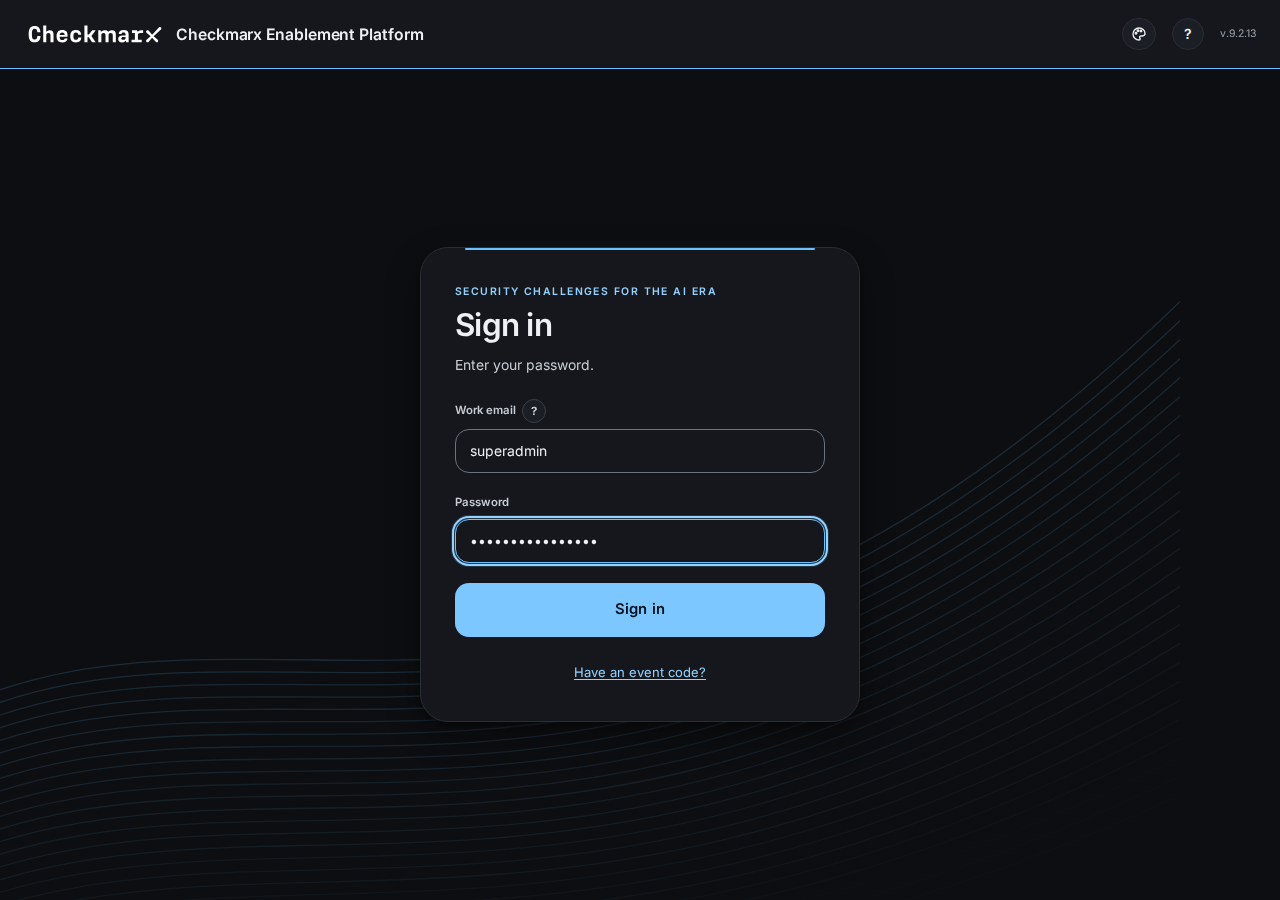 Checkmarx Checkmarx Enablement Platform ? v.9.2.13
SECURITY CHALLENGES FOR THE AI ERA
Sign in
Enter your password.
Work email ?
superadmin
Password
••••••••••••••••
Sign in
Have an event code?